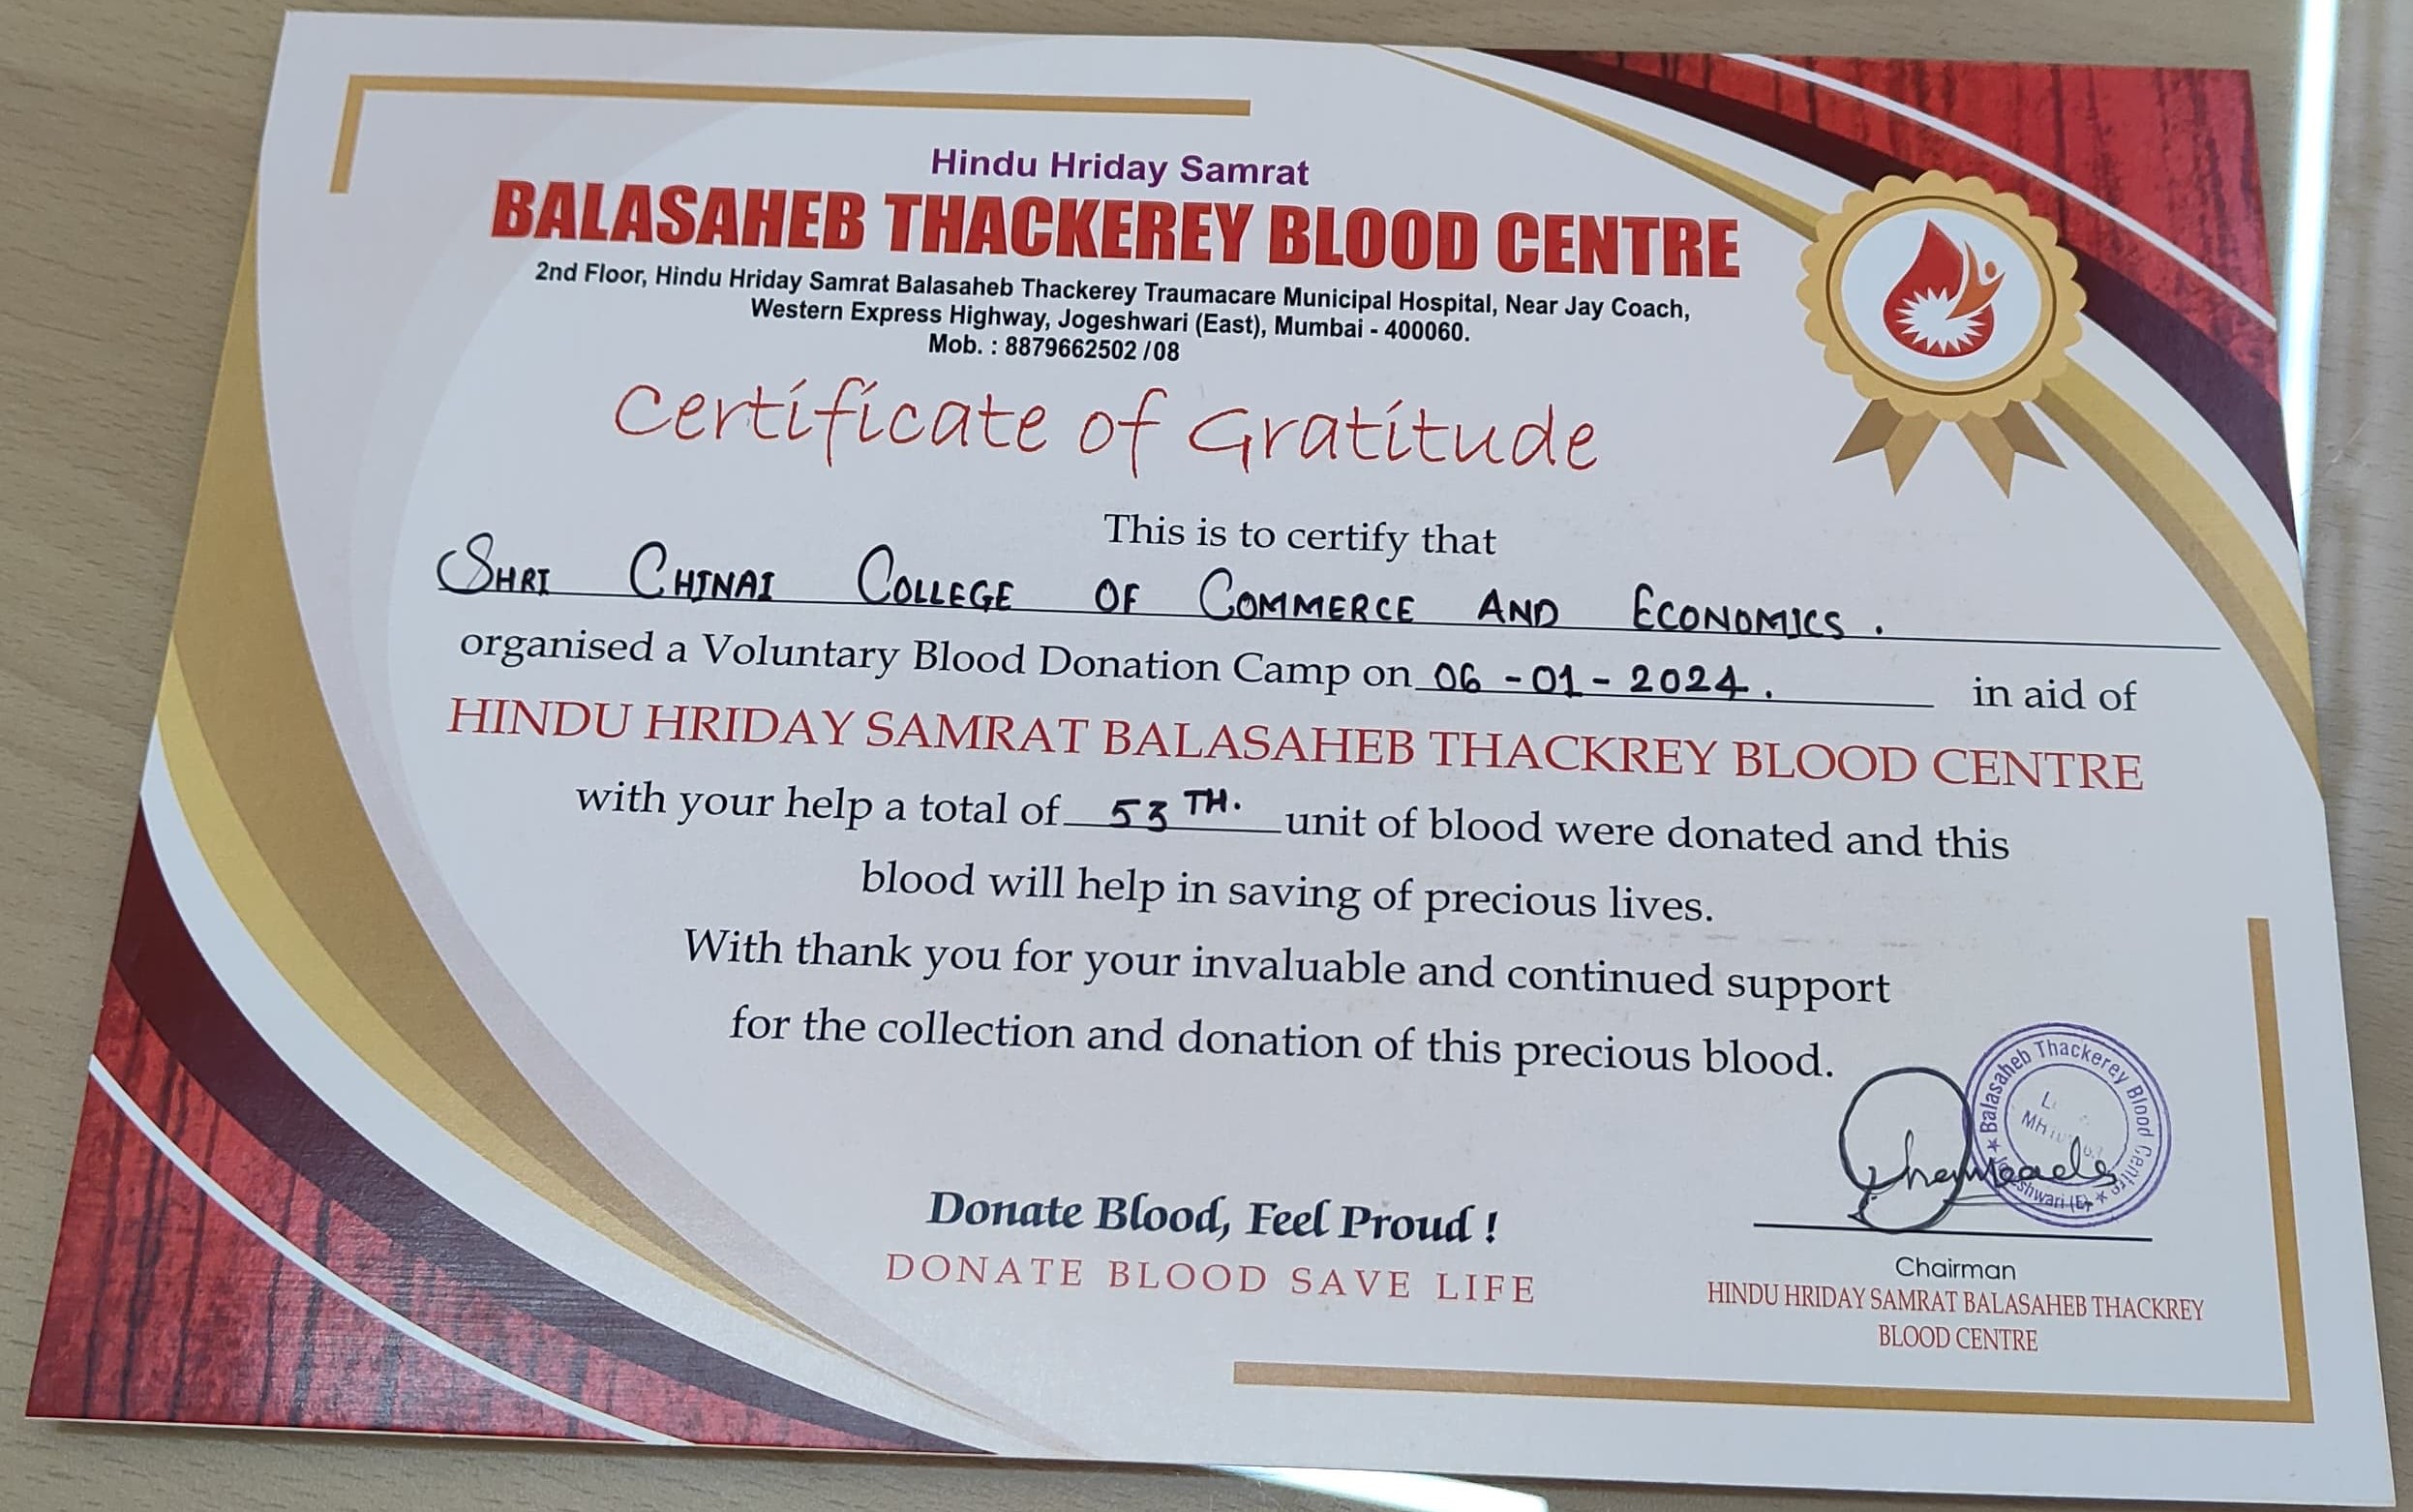 Hindu Hriday Samrat
BALASAHEB THACKEREY BLOOD CENTRE
2nd Floor, Hindu Hriday Samrat Balasaheb Thackerey Traumacare Municipal Hospital, Near Jay Coach,
Western Express Highway, Jogeshwari (East), Mumbai - 400060.
Mob. : 8879662502 /08
Certificate of Gratitude
This is to certify that
SHRI CHINAI COLLEGE OF COMMERCE AND ECONOMICS.
organised a Voluntary Blood Donation Camp on 06 - 01 - 2024. in aid of
HINDU HRIDAY SAMRAT BALASAHEB THACKREY BLOOD CENTRE
with your help a total of 53 TH. unit of blood were donated and this
blood will help in saving of precious lives.
With thank you for your invaluable and continued support
for the collection and donation of this precious blood.
Balasaheb Thackerey Blood Centre
Donate Blood, Feel Proud !
DONATE BLOOD SAVE LIFE
Chairman
HINDU HRIDAY SAMRAT BALASAHEB THACKREY
BLOOD CENTRE